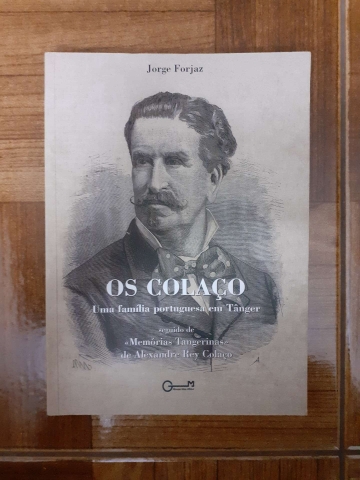 Jorge Forjaz
OS COLAÇO
Uma família portuguesa em Tânger
seguido de
«Memórias Tangerinas»
de Alexandre Rey Colaço